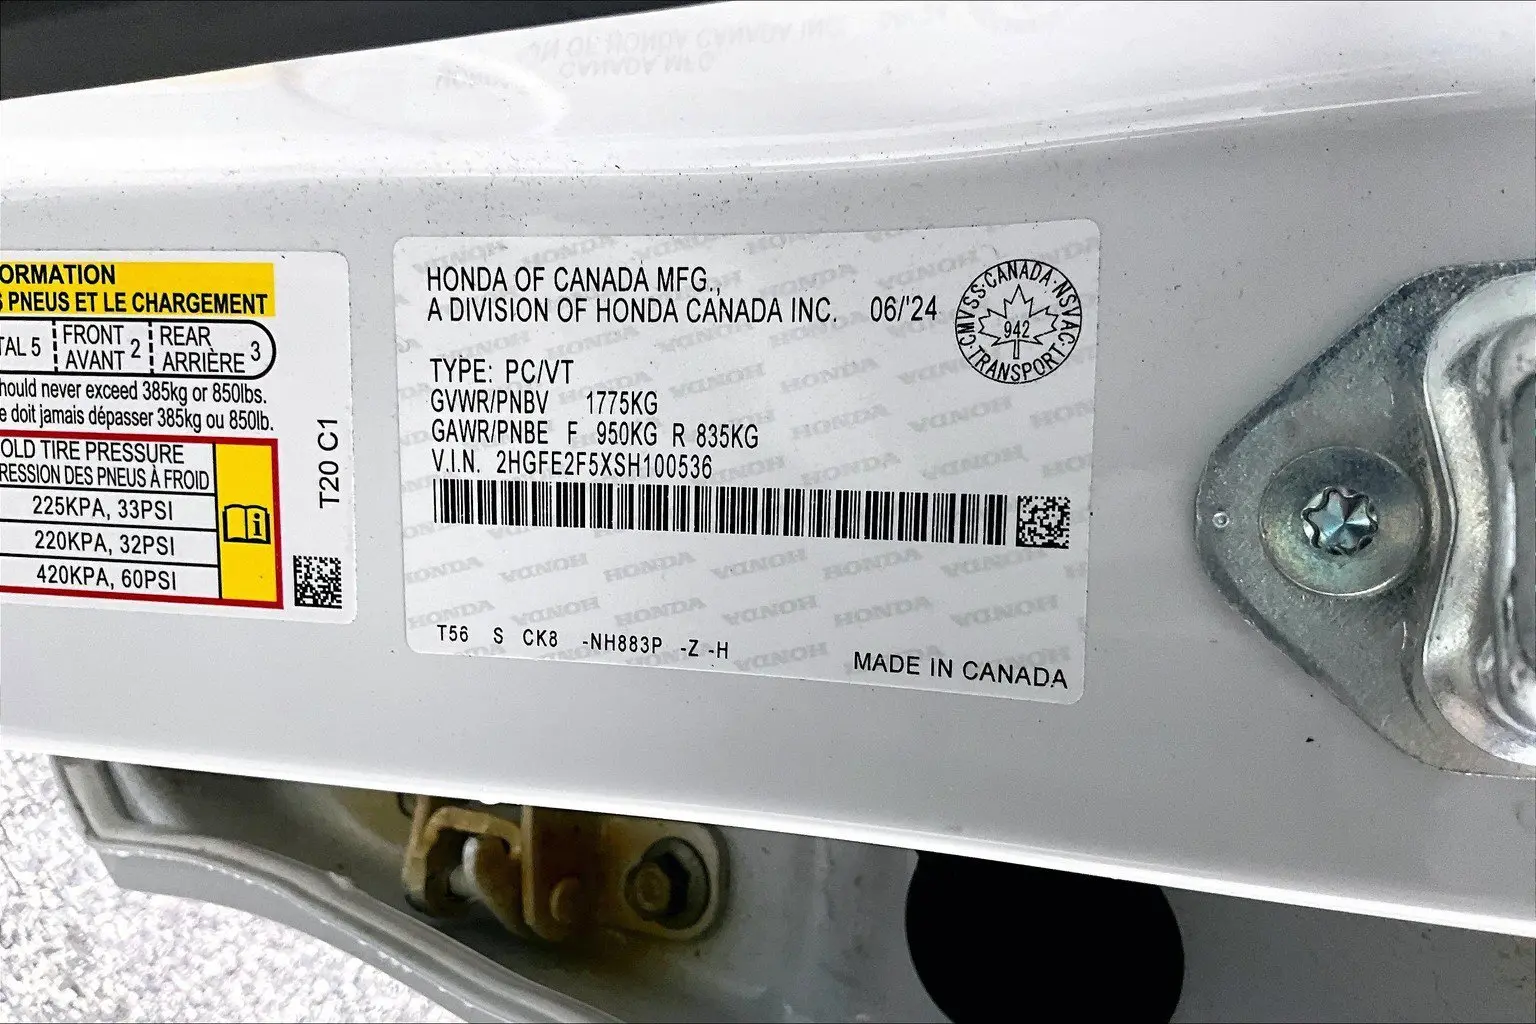 ORMATION
PNEUS ET LE CHARGEMENT
TAL 5 FRONT AVANT 2 REAR ARRIÈRE 3
hould never exceed 385kg or 850lbs.
e doit jamais dépasser 385kg ou 850lb.
OLD TIRE PRESSURE
RESSION DES PNEUS À FROID
225KPA, 33PSI
220KPA, 32PSI
420KPA, 60PSI
T20 C1
HONDA OF CANADA MFG.,
A DIVISION OF HONDA CANADA INC. 06/'24
CANADA · NSVAC · TRANSPORT · CMVSS
942
TYPE: PC/VT
GVWR/PNBV 1775KG
GAWR/PNBE F 950KG R 835KG
V.I.N. 2HGFE2F5XSH100536
T56 S CK8 -NH883P -Z -H
MADE IN CANADA